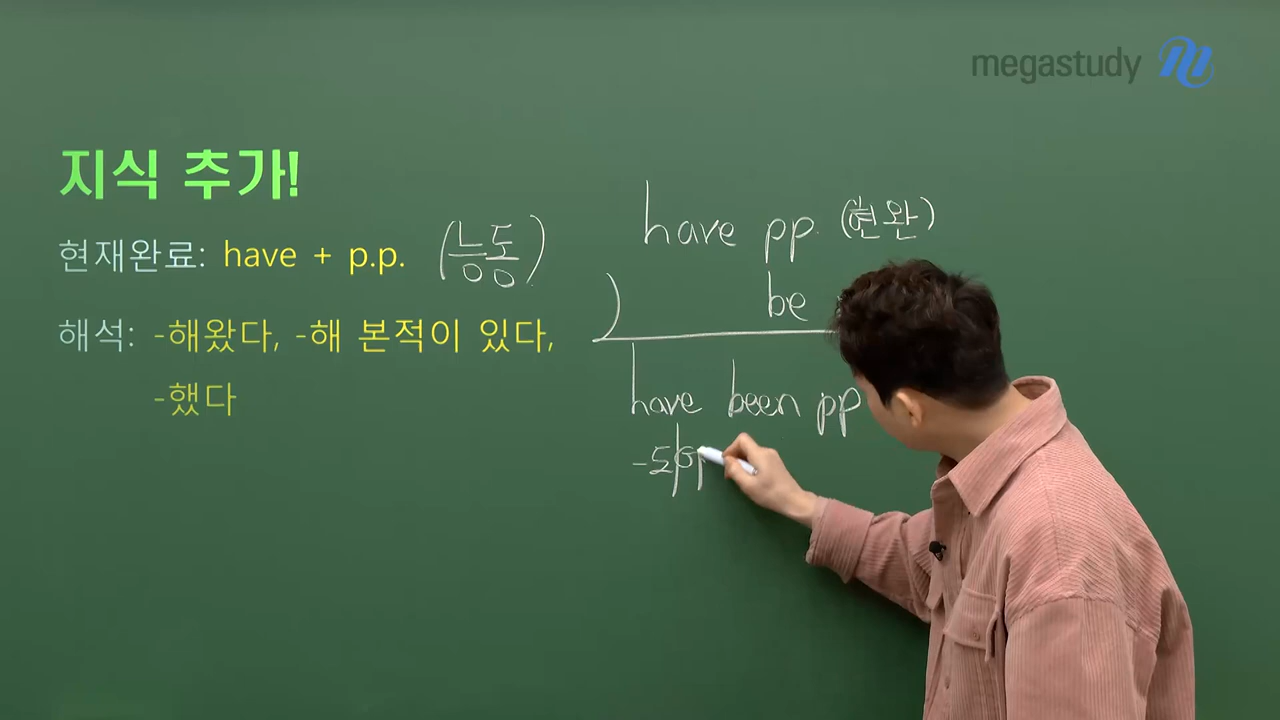 megastudy
지식 추가!
현재완료: have + p.p. (능동)
해석: -해왔다, -해 본적이 있다,
-했다
have pp. (현완)
) be
have been pp